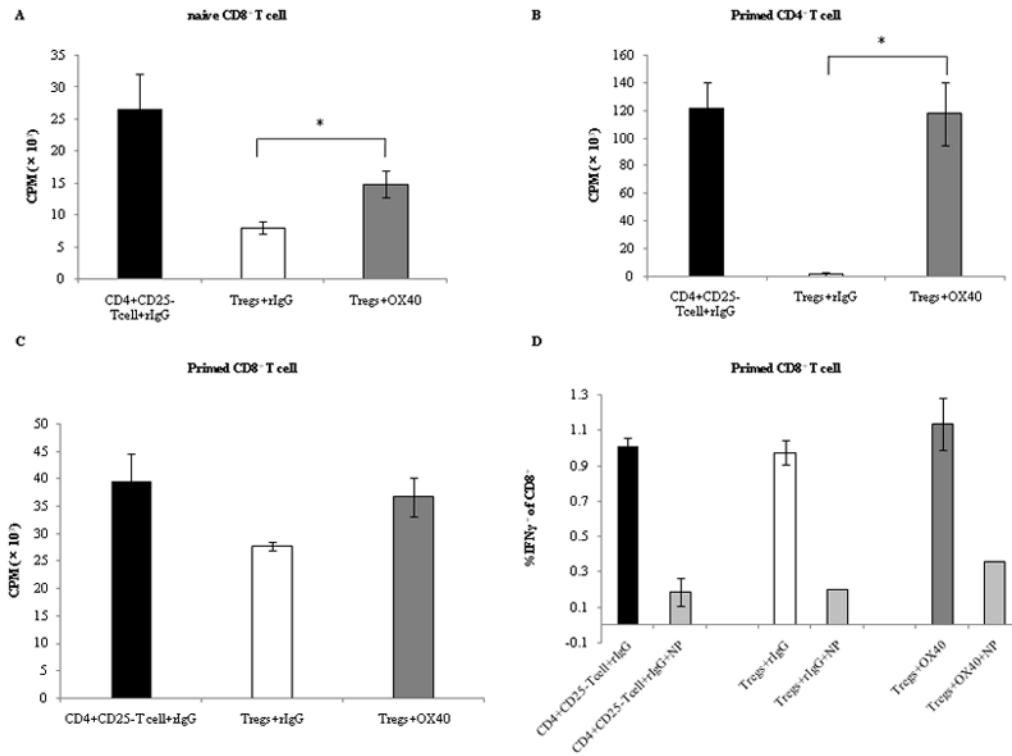 A
naive CD8⁺ T cell
CPM (× 10³)
35
30
25
20
15
10
5
0
*
CD4+CD25-
Tcell+rIgG
Tregs+rIgG
Tregs+OX40
B
Primed CD4⁺ T cell
CPM (× 10³)
160
140
120
100
80
60
40
20
0
*
CD4+CD25-
Tcell+rIgG
Tregs+rIgG
Tregs+OX40
C
Primed CD8⁺ T cell
CPM (× 10³)
50
45
40
35
30
25
20
15
10
5
0
CD4+CD25-Tcell+rIgG
Tregs+rIgG
Tregs+OX40
D
Primed CD8⁺ T cell
%IFNγ⁺ of CD8⁺
1.3
1.1
0.9
0.7
0.5
0.3
0.1
-0.1
CD4+CD25-Tcell+rIgG
CD4+CD25-Tcell+rIgG+NP
Tregs+rIgG
Tregs+rIgG+NP
Tregs+OX40
Tregs+OX40+NP